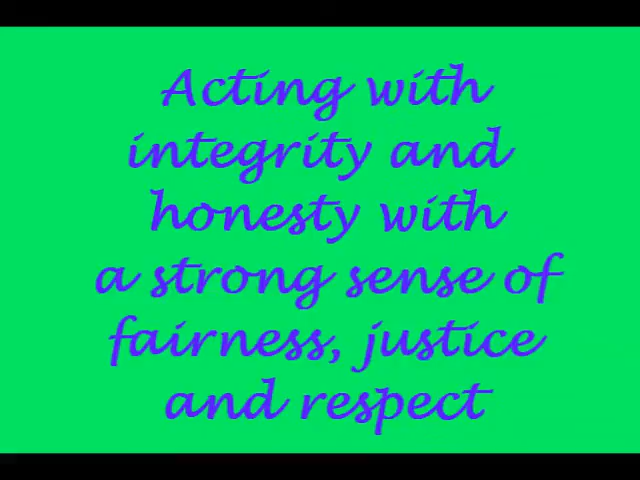 Acting with
integrity and
honesty with
a strong sense of
fairness, justice
and respect